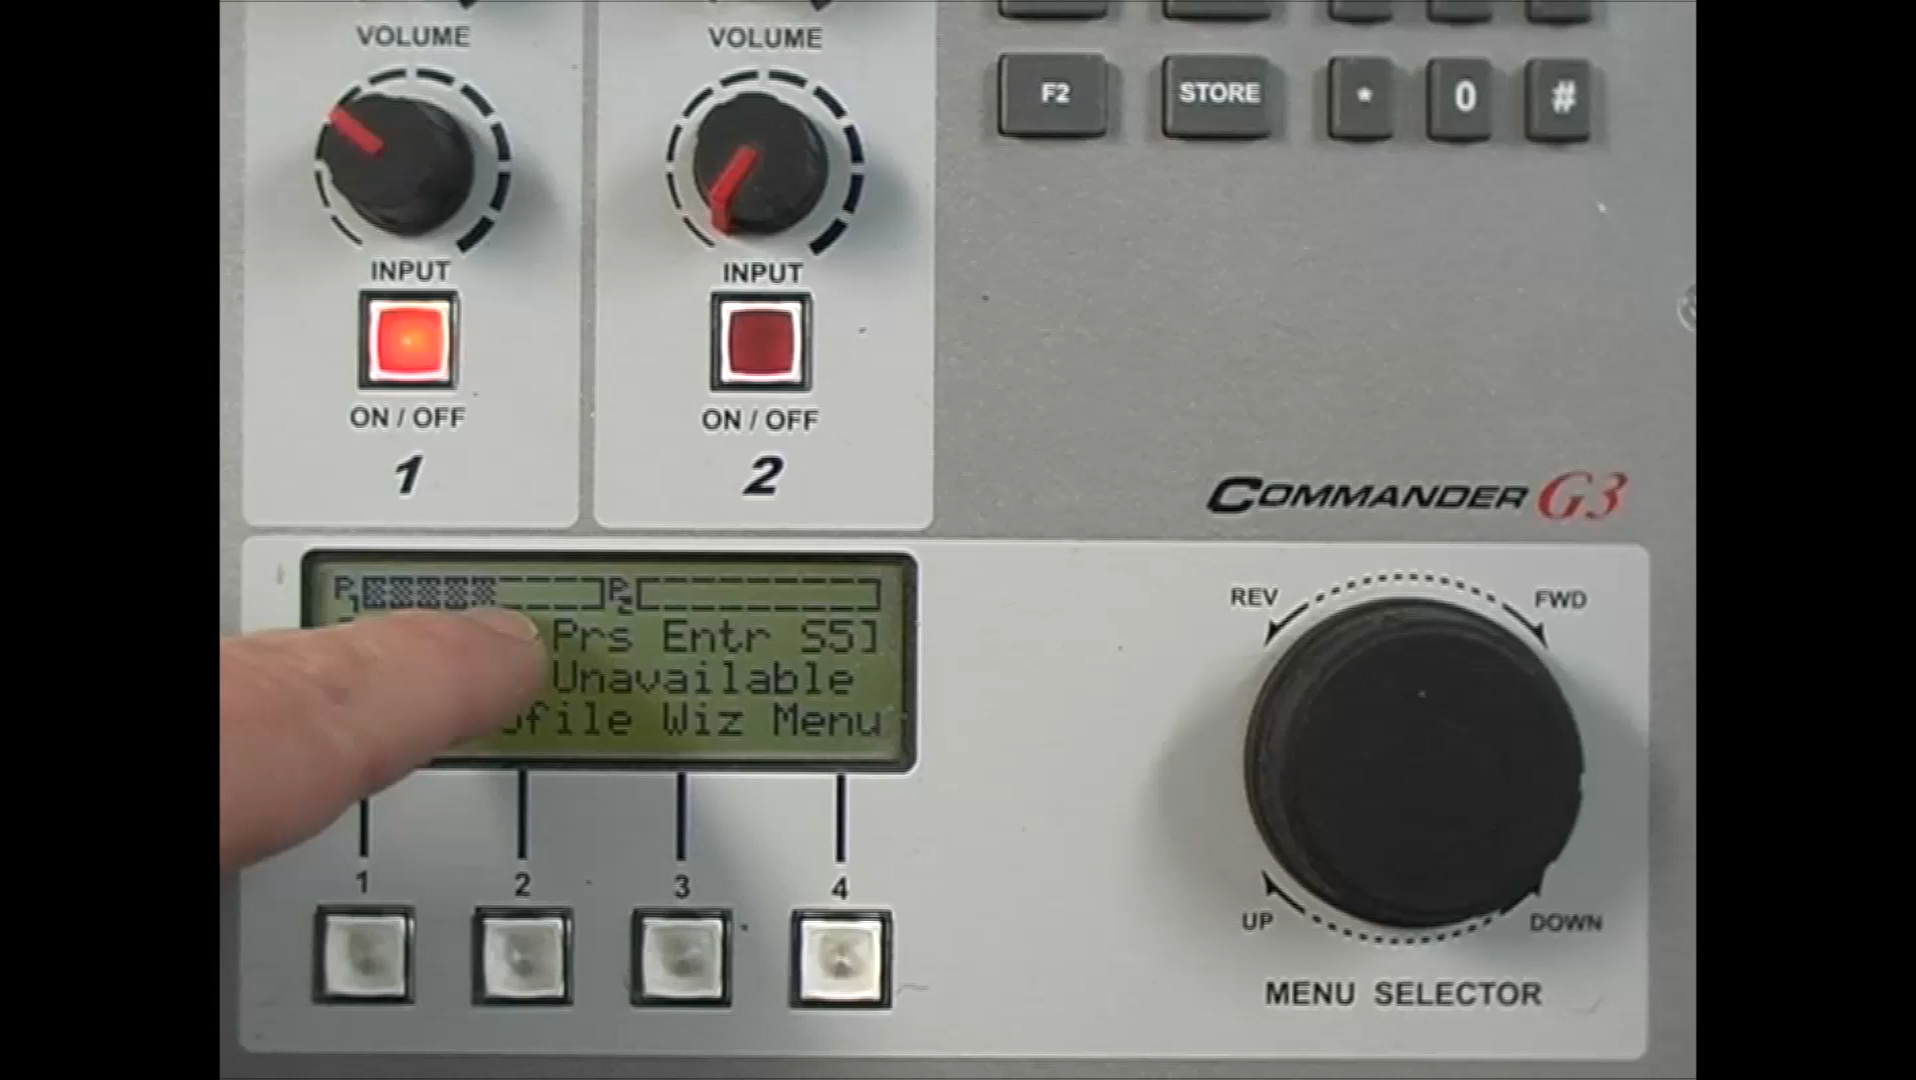 VOLUME VOLUME
F2 STORE * 0 #
INPUT INPUT
ON / OFF ON / OFF
1 2
COMMANDER G3
P1 P2
Prs Entr S5]
Unavailable
ofile Wiz Menu
REV FWD
1 2 3 4
UP DOWN
MENU SELECTOR